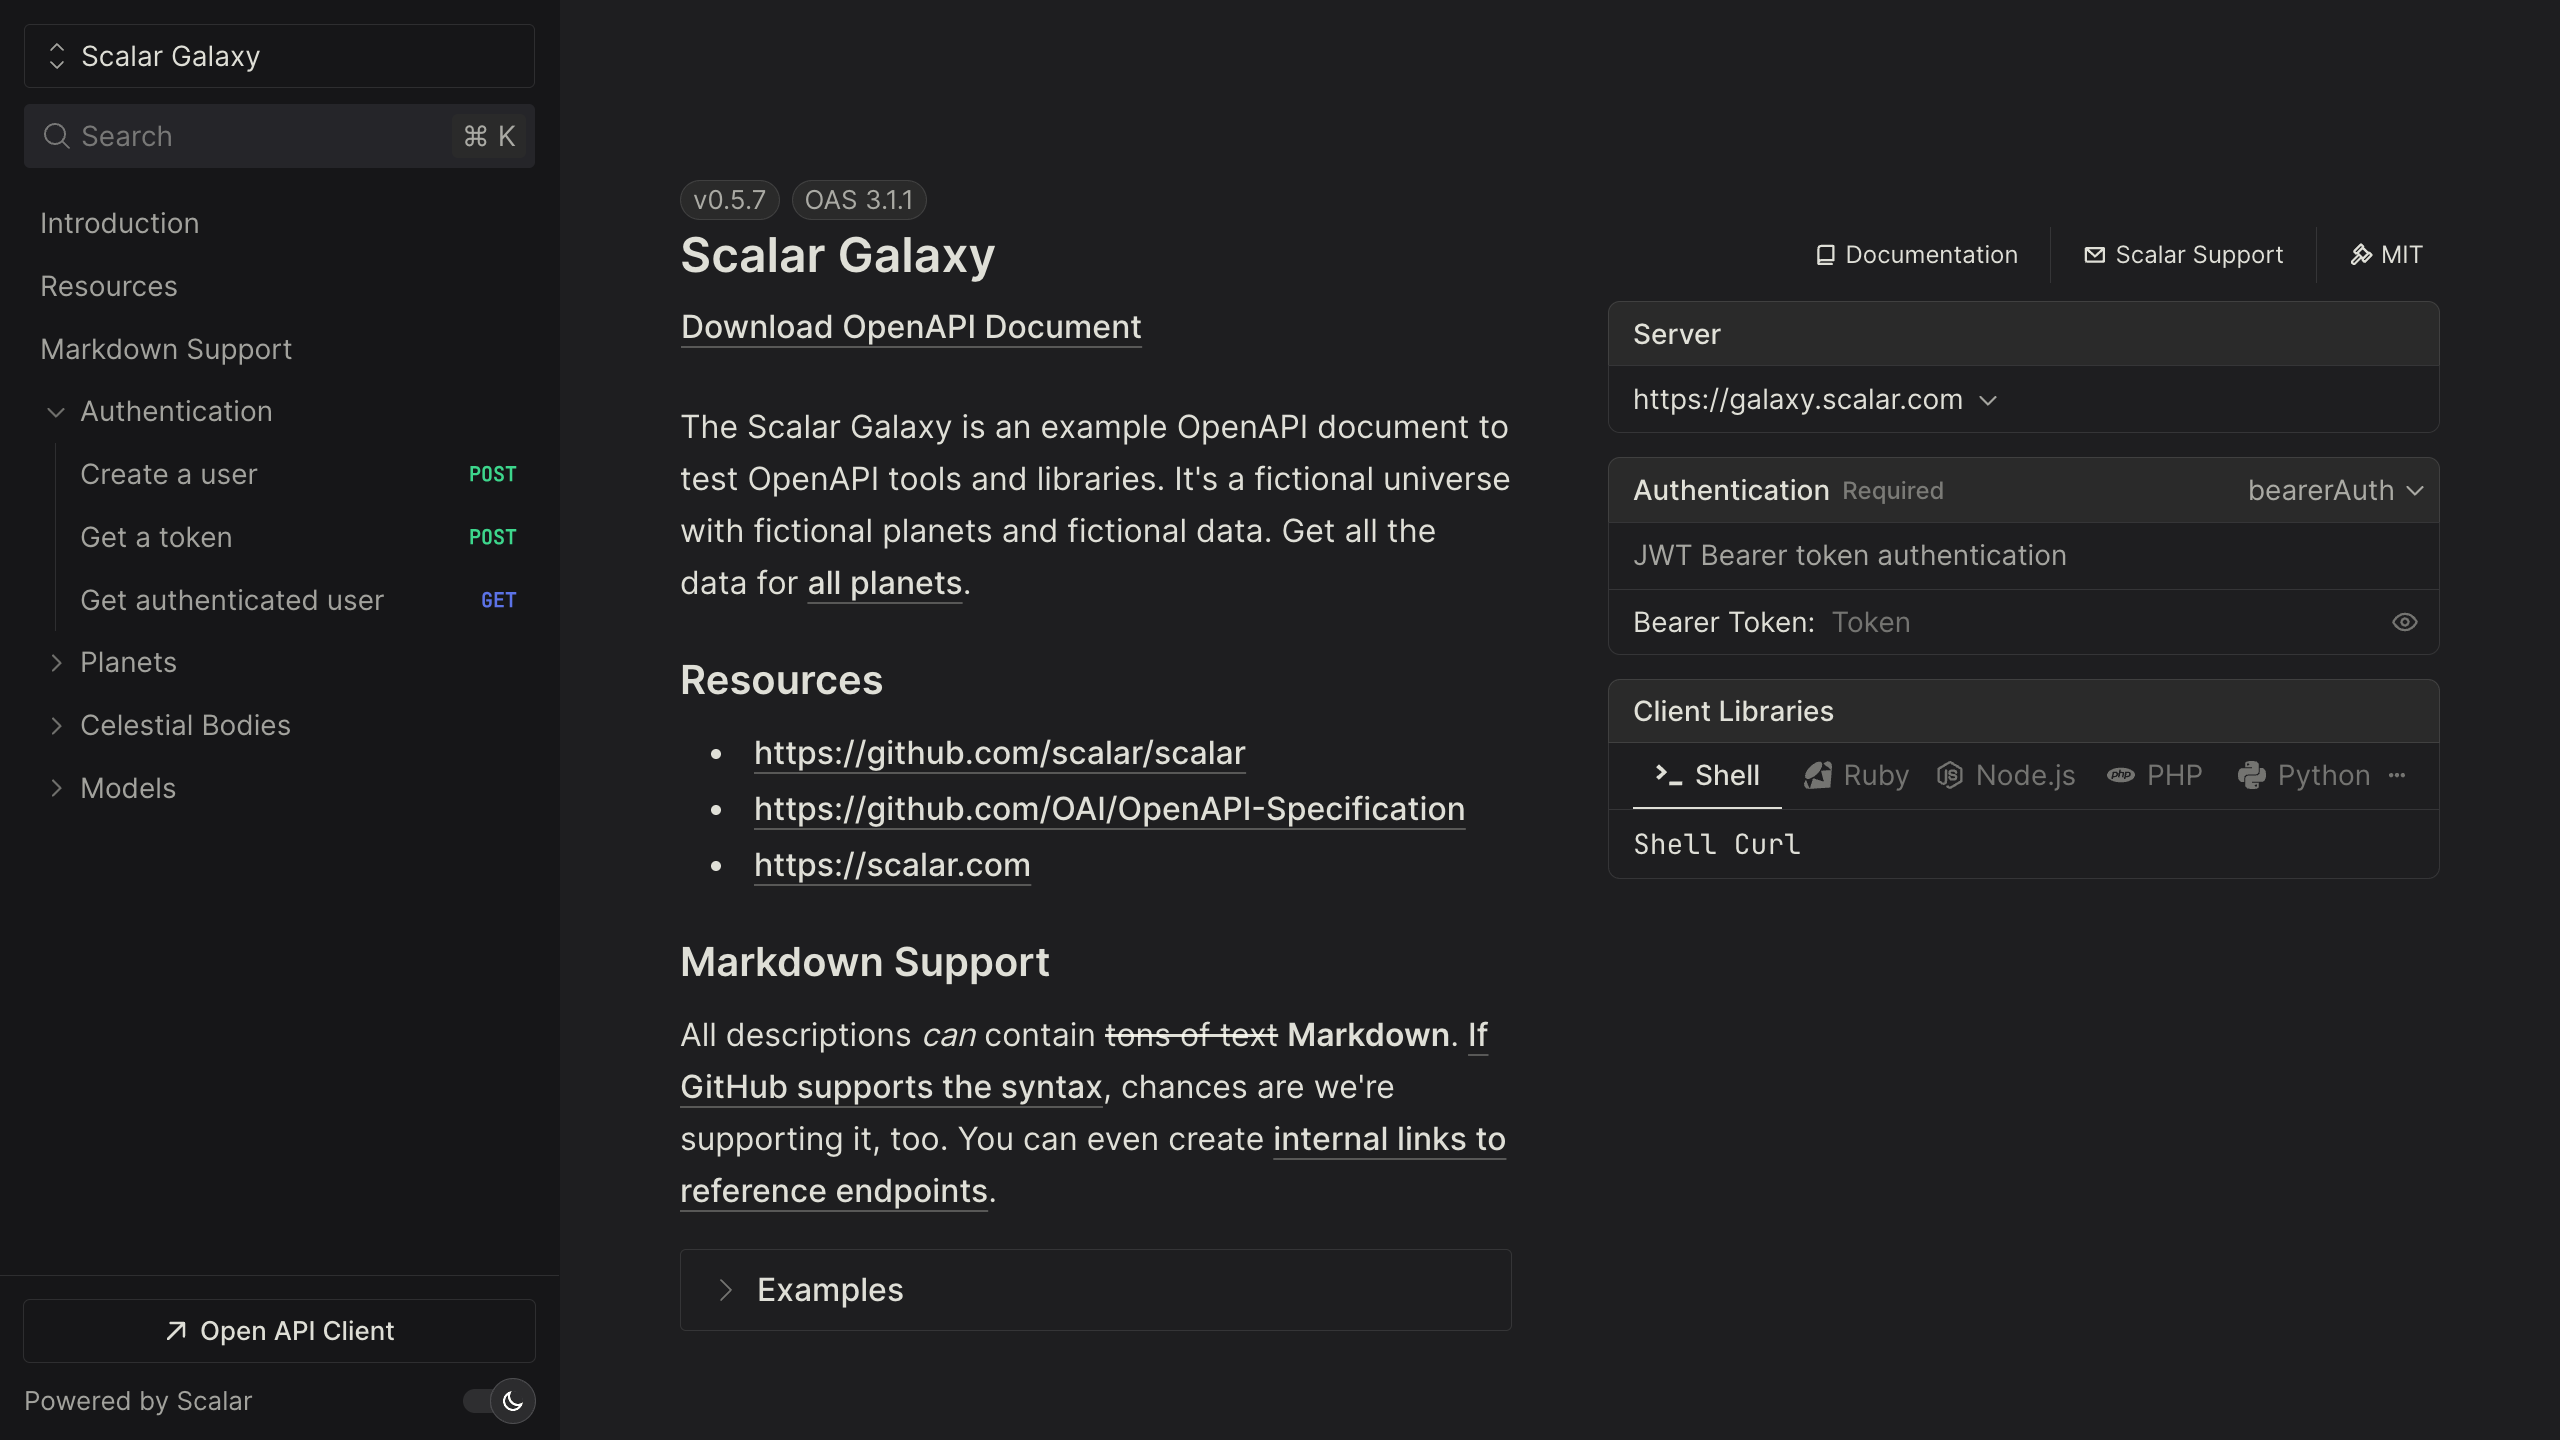 Scalar Galaxy
Search
⌘ K
Introduction
Resources
Markdown Support
Authentication
Create a user POST
Get a token POST
Get authenticated user GET
Planets
Celestial Bodies
Models
Open API Client
Powered by Scalar
v0.5.7 OAS 3.1.1
Scalar Galaxy
Download OpenAPI Document
The Scalar Galaxy is an example OpenAPI document to
test OpenAPI tools and libraries. It's a fictional universe
with fictional planets and fictional data. Get all the
data for all planets.
Resources
• https://github.com/scalar/scalar
• https://github.com/OAI/OpenAPI-Specification
• https://scalar.com
Markdown Support
All descriptions can contain tons of text Markdown. If
GitHub supports the syntax, chances are we're
supporting it, too. You can even create internal links to
reference endpoints.
Examples
Documentation Scalar Support MIT
Server
https://galaxy.scalar.com
Authentication Required bearerAuth
JWT Bearer token authentication
Bearer Token: Token
Client Libraries
Shell Ruby Node.js PHP Python ···
Shell Curl